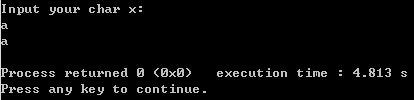 Input your char x:
a
a
Process returned 0 (0x0)   execution time : 4.813 s
Press any key to continue.